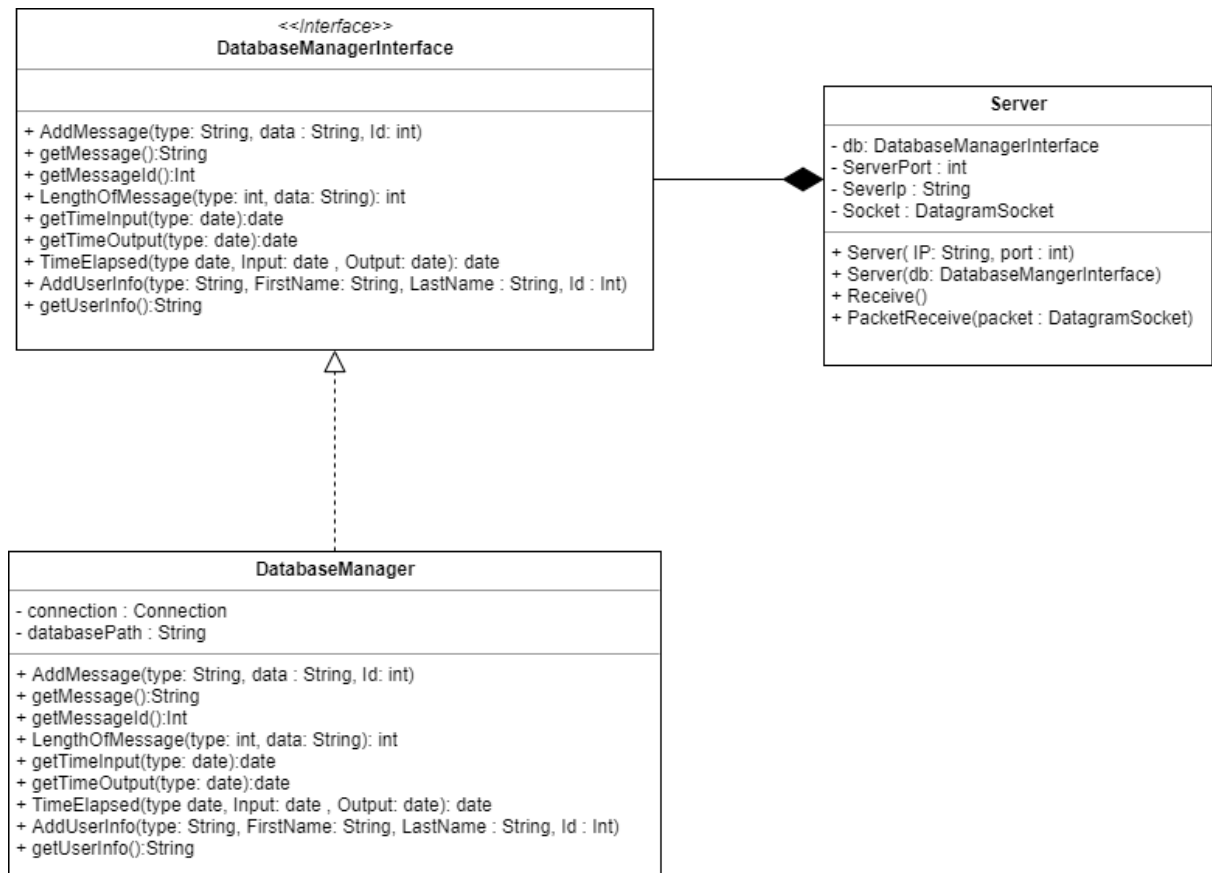 <<Interface>>
DatabaseManagerInterface
+ AddMessage(type: String, data : String, Id: int)
+ getMessage():String
+ getMessageId():Int
+ LengthOfMessage(type: int, data: String): int
+ getTimeInput(type: date):date
+ getTimeOutput(type: date):date
+ TimeElapsed(type date, Input: date , Output: date): date
+ AddUserInfo(type: String, FirstName: String, LastName : String, Id : Int)
+ getUserInfo():String
Server
- db: DatabaseManagerInterface
- ServerPort : int
- SeverIp : String
- Socket : DatagramSocket
+ Server( IP: String, port : int)
+ Server(db: DatabaseMangerInterface)
+ Receive()
+ PacketReceive(packet : DatagramSocket)
DatabaseManager
- connection : Connection
- databasePath : String
+ AddMessage(type: String, data : String, Id: int)
+ getMessage():String
+ getMessageId():Int
+ LengthOfMessage(type: int, data: String): int
+ getTimeInput(type: date):date
+ getTimeOutput(type: date):date
+ TimeElapsed(type date, Input: date , Output: date): date
+ AddUserInfo(type: String, FirstName: String, LastName : String, Id : Int)
+ getUserInfo():String